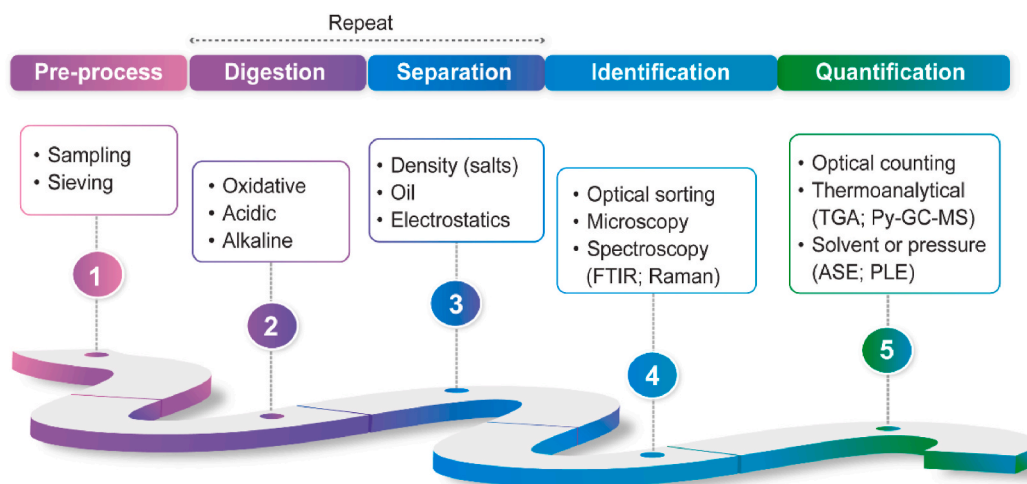 Repeat
Pre-process
Digestion
Separation
Identification
Quantification
• Sampling
• Sieving
• Oxidative
• Acidic
• Alkaline
• Density (salts)
• Oil
• Electrostatics
• Optical sorting
• Microscopy
• Spectroscopy
(FTIR; Raman)
• Optical counting
• Thermoanalytical
(TGA; Py-GC-MS)
• Solvent or pressure
(ASE; PLE)
1
2
3
4
5